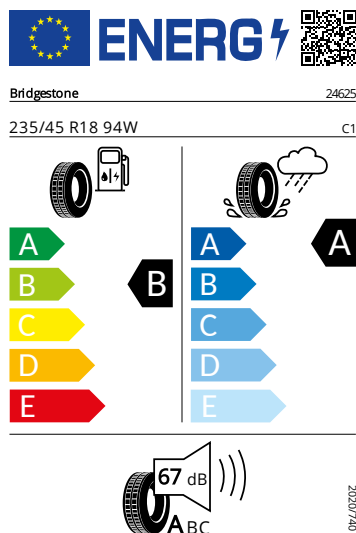 ENERG
Bridgestone 24625
235/45 R18 94W C1
A A A
B B B
C C
D D
E E
67 dB
ABC
2020/740